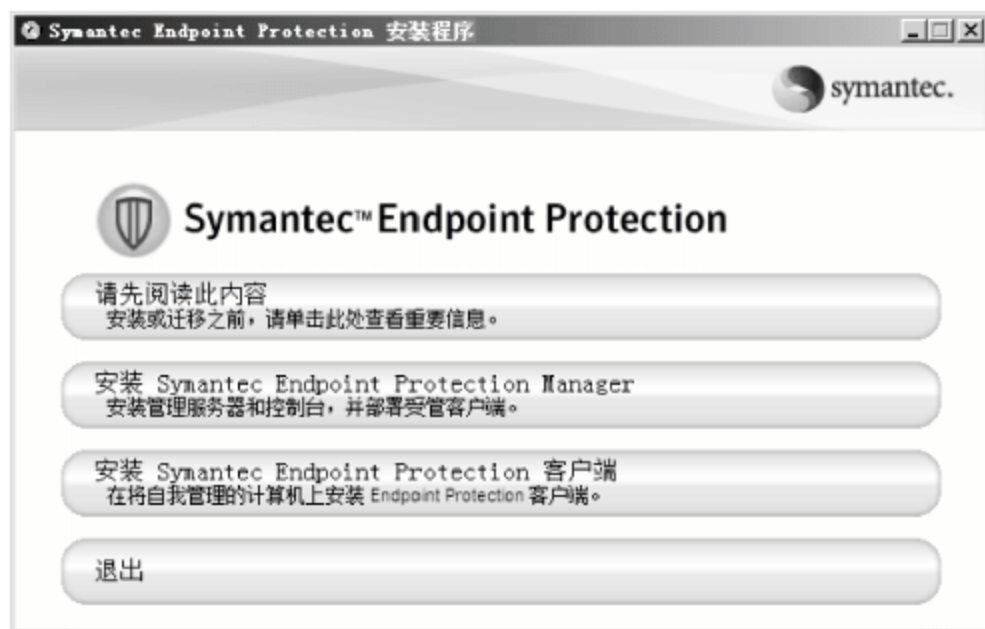 Symantec Endpoint Protection 安装程序
symantec.
Symantec™ Endpoint Protection
请先阅读此内容
安装或迁移之前，请单击此处查看重要信息。
安装 Symantec Endpoint Protection Manager
安装管理服务器和控制台，并部署受管客户端。
安装 Symantec Endpoint Protection 客户端
在将自我管理的计算机上安装 Endpoint Protection 客户端。
退出